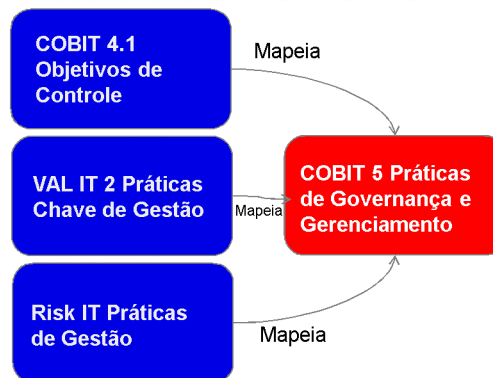 COBIT 4.1
Objetivos de
Controle
Mapeia
VAL IT 2 Práticas
Chave de Gestão
Mapeia
COBIT 5 Práticas
de Governança e
Gerenciamento
Risk IT Práticas
de Gestão
Mapeia